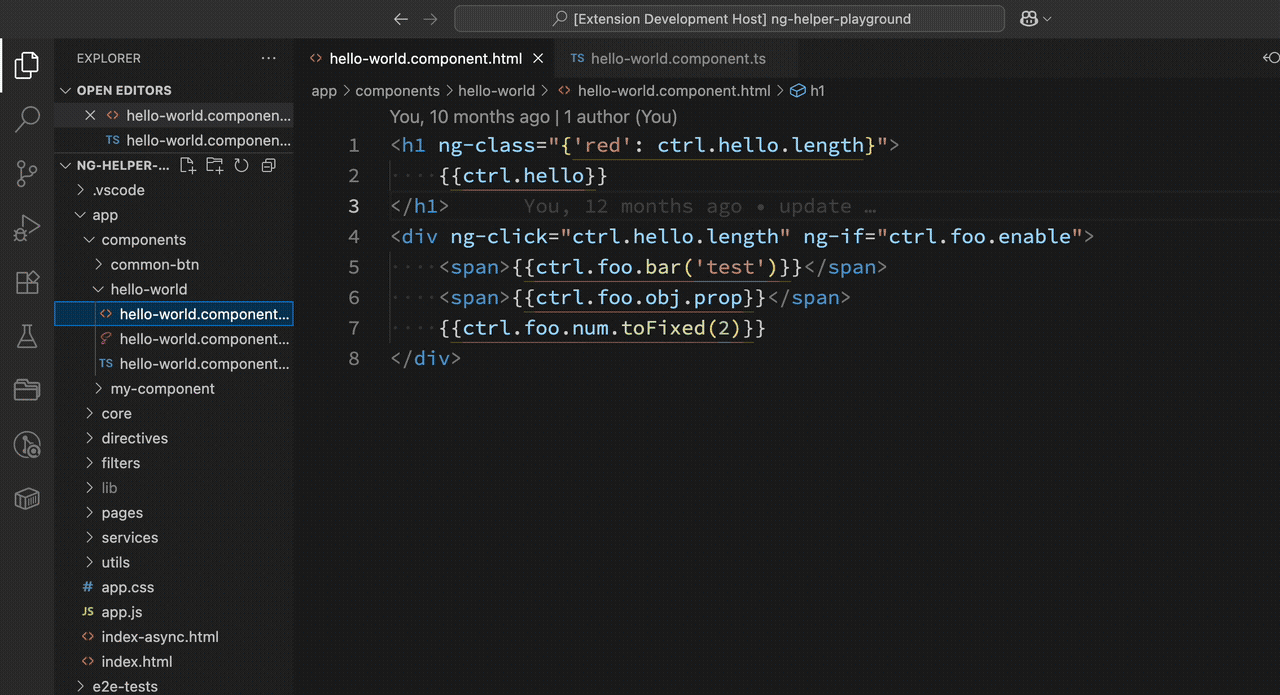 [Extension Development Host] ng-helper-playground
EXPLORER ···
OPEN EDITORS
hello-world.componen...
TS hello-world.componen...
NG-HELPER-...
.vscode
app
components
common-btn
hello-world
hello-world.component...
hello-world.component...
TS hello-world.component...
my-component
core
directives
filters
lib
pages
services
utils
# app.css
JS app.js
index-async.html
index.html
e2e-tests
hello-world.component.html
TS hello-world.component.ts
app > components > hello-world > hello-world.component.html > h1
You, 10 months ago | 1 author (You)
1 <h1 ng-class="{'red': ctrl.hello.length}">
2 ····{{ctrl.hello}}
3 </h1> You, 12 months ago • update …
4 <div ng-click="ctrl.hello.length" ng-if="ctrl.foo.enable">
5 ····<span>{{ctrl.foo.bar('test')}}</span>
6 ····<span>{{ctrl.foo.obj.prop}}</span>
7 ····{{ctrl.foo.num.toFixed(2)}}
8 </div>